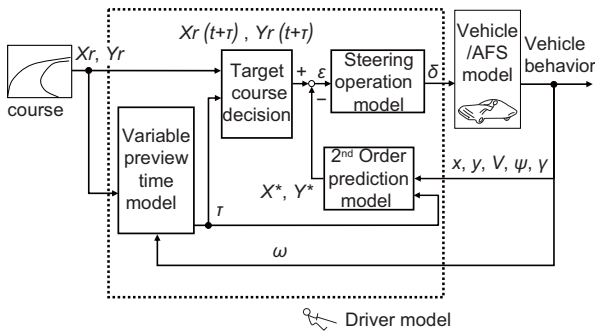 Xr (t+τ) , Yr (t+τ)
Xr, Yr
course
Target
course
decision
+
ε
−
Steering
operation
model
δ
Vehicle
/AFS
model
Vehicle
behavior
Variable
preview
time
model
2nd Order
prediction
model
X*, Y*
x, y, V, ψ, γ
τ
ω
Driver model